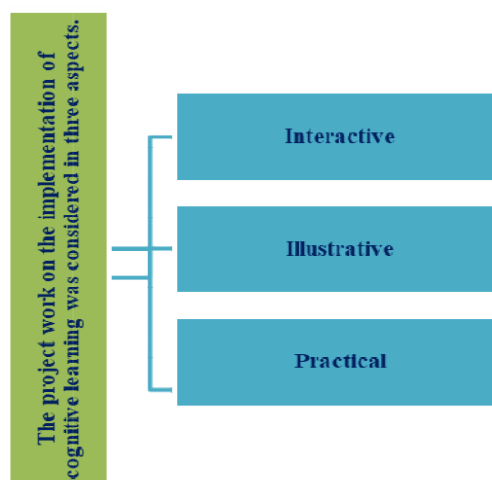 The project work on the implementation of
cognitive learning was considered in three aspects.
Interactive
Illustrative
Practical